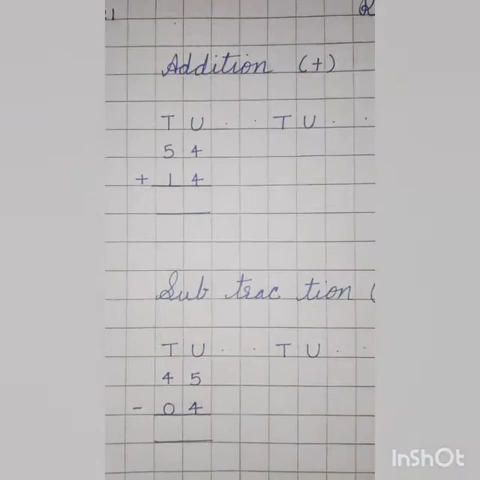 Addition (+)
T U . . T U . .
5 4
+ 1 4
Sub trac tion (
T U . . T U . .
4 5
- 0 4
InShOt